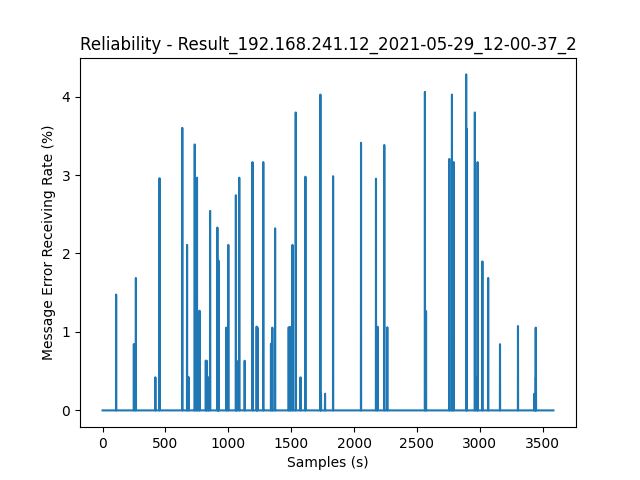 Reliability - Result_192.168.241.12_2021-05-29_12-00-37_2
Message Error Receiving Rate (%)
4
3
2
1
0
0 500 1000 1500 2000 2500 3000 3500
Samples (s)